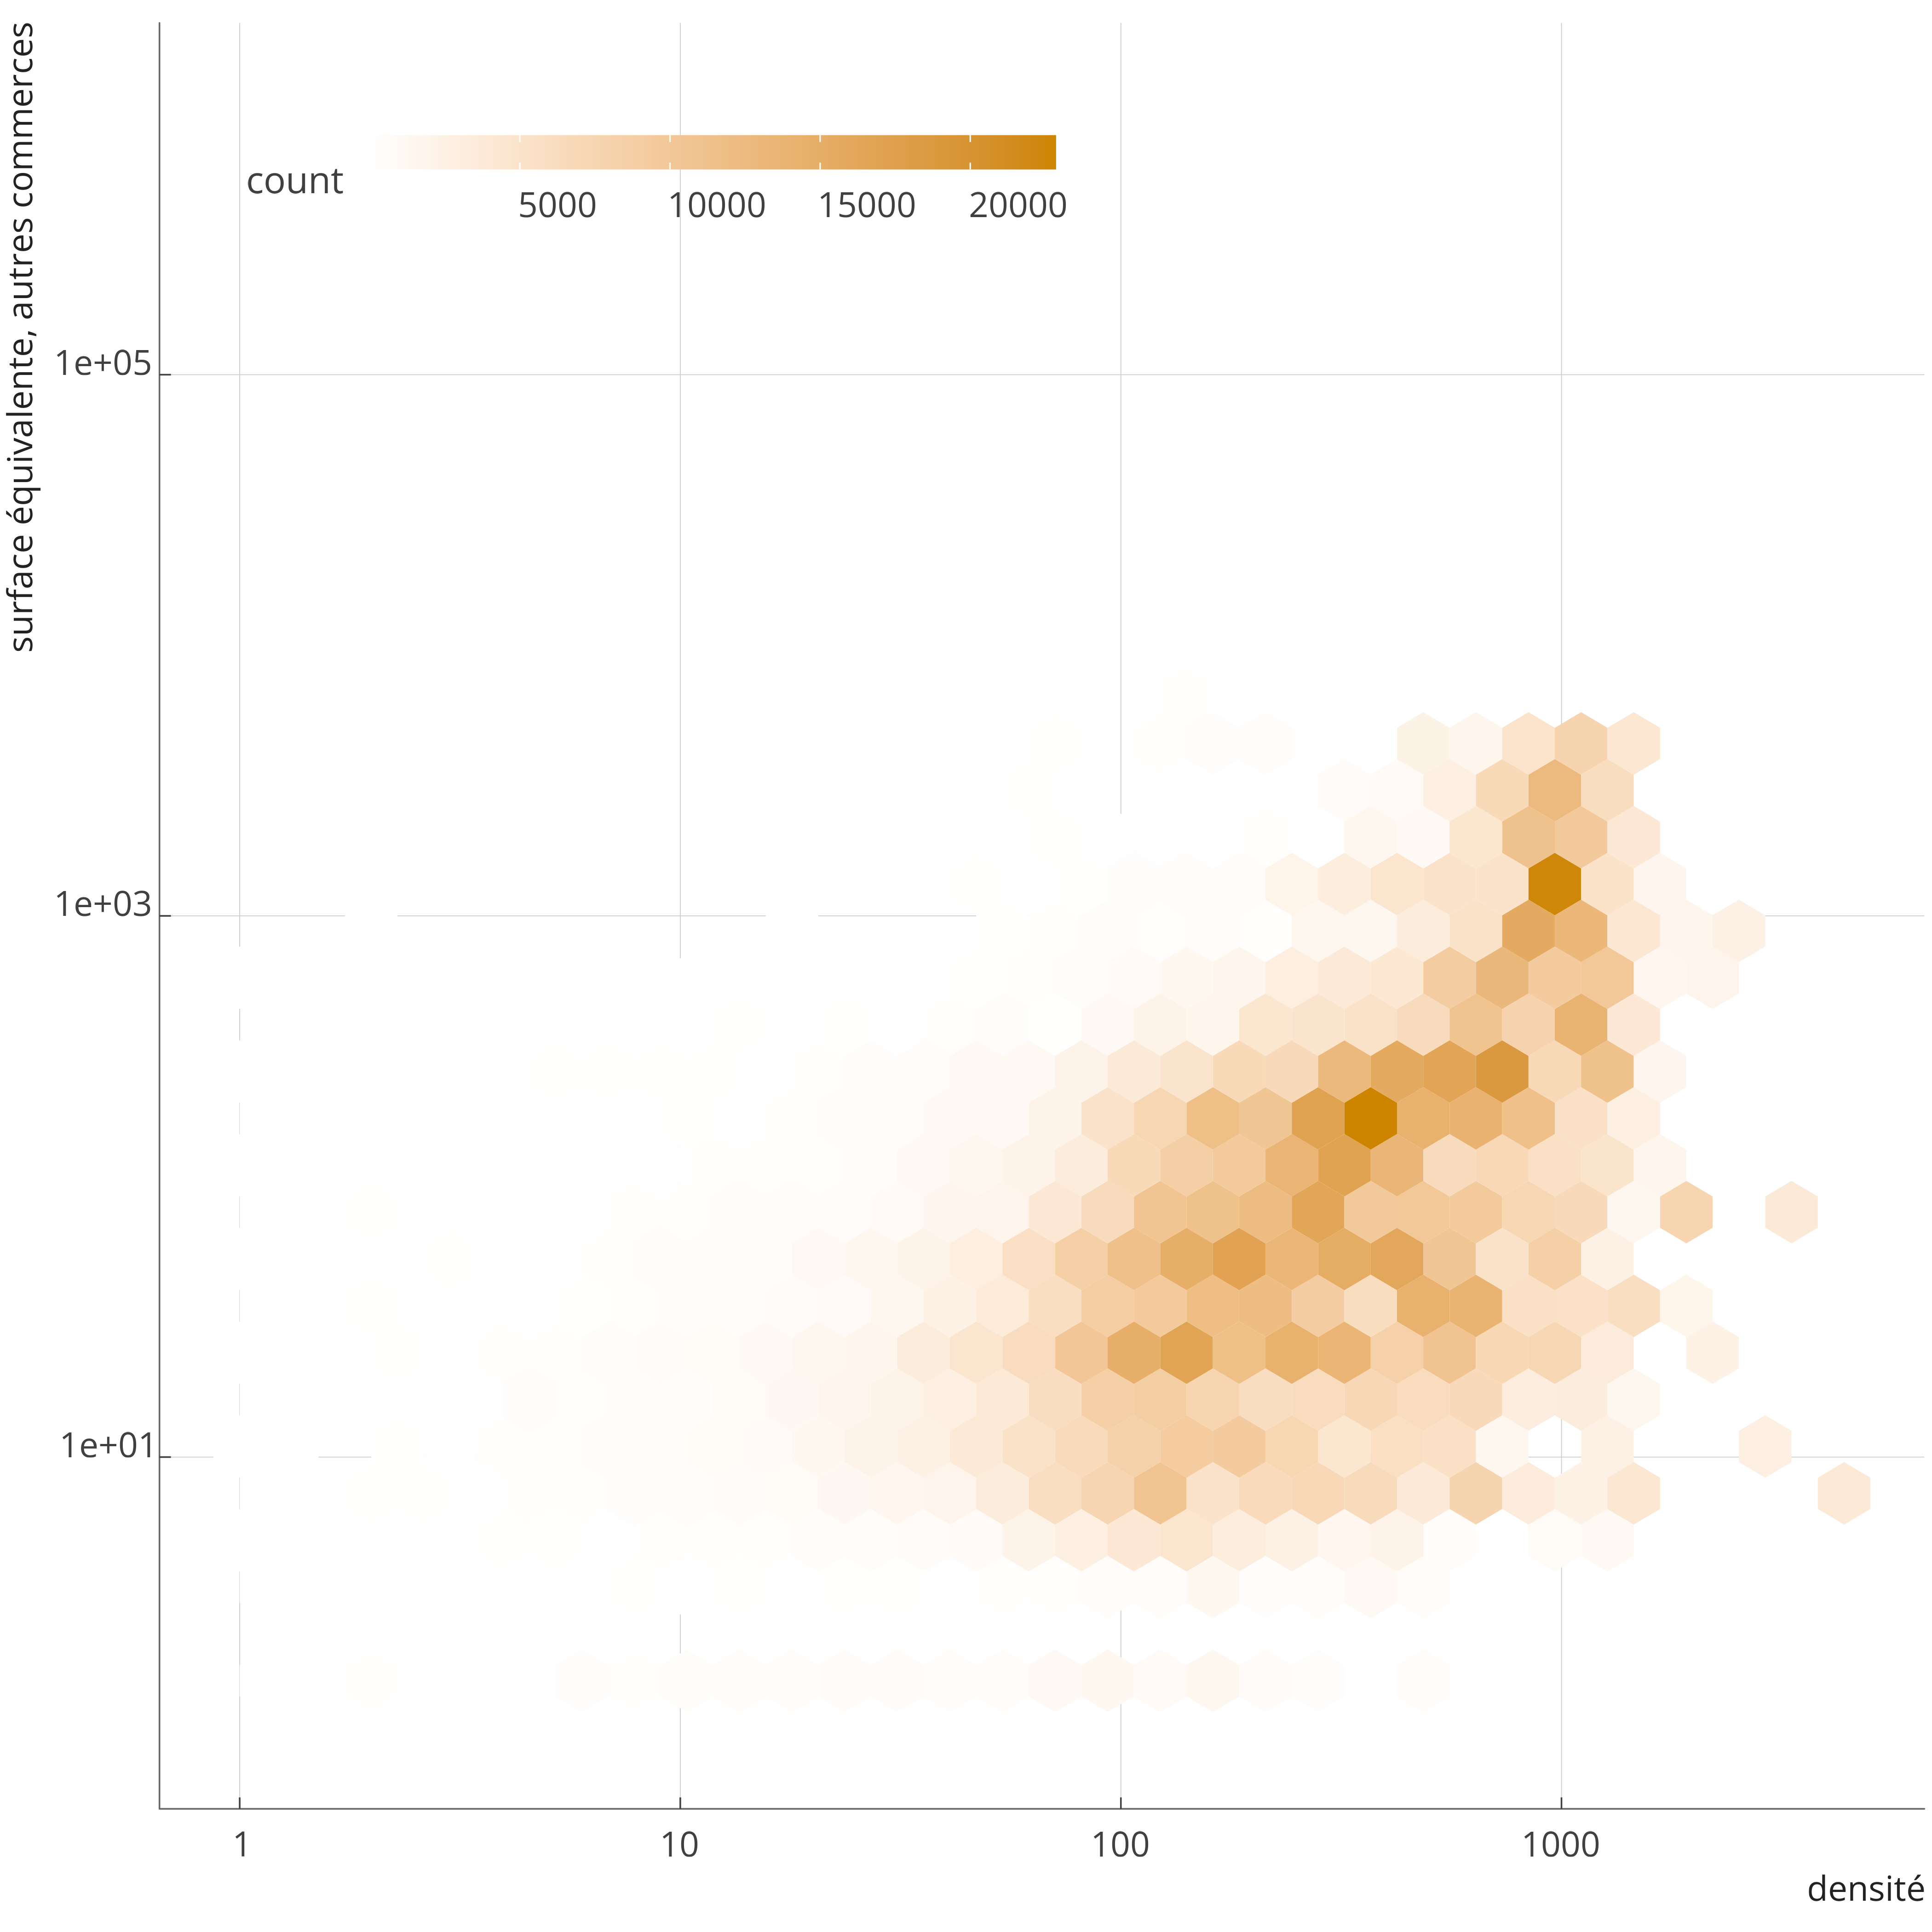 surface équivalente, autres commerces
count
5000 10000 15000 20000
1e+05
1e+03
1e+01
1 10 100 1000
densité